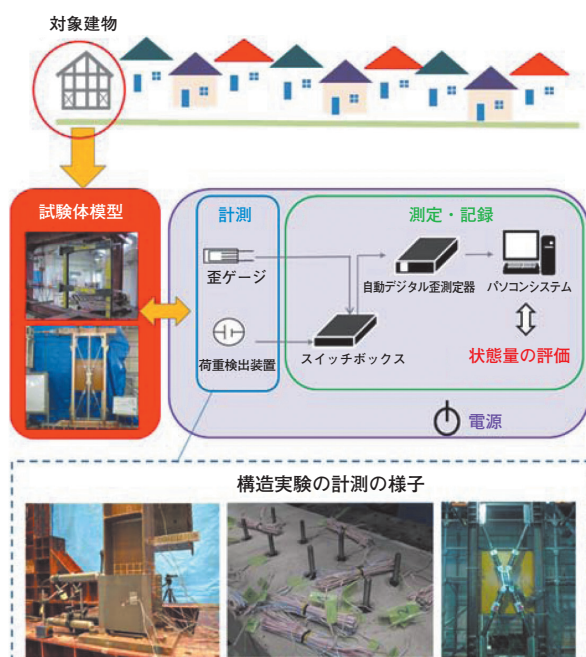 対象建物
試験体模型
計測
測定・記録
歪ゲージ
自動デジタル歪測定器
パソコンシステム
荷重検出装置
スイッチボックス
状態量の評価
電源
構造実験の計測の様子